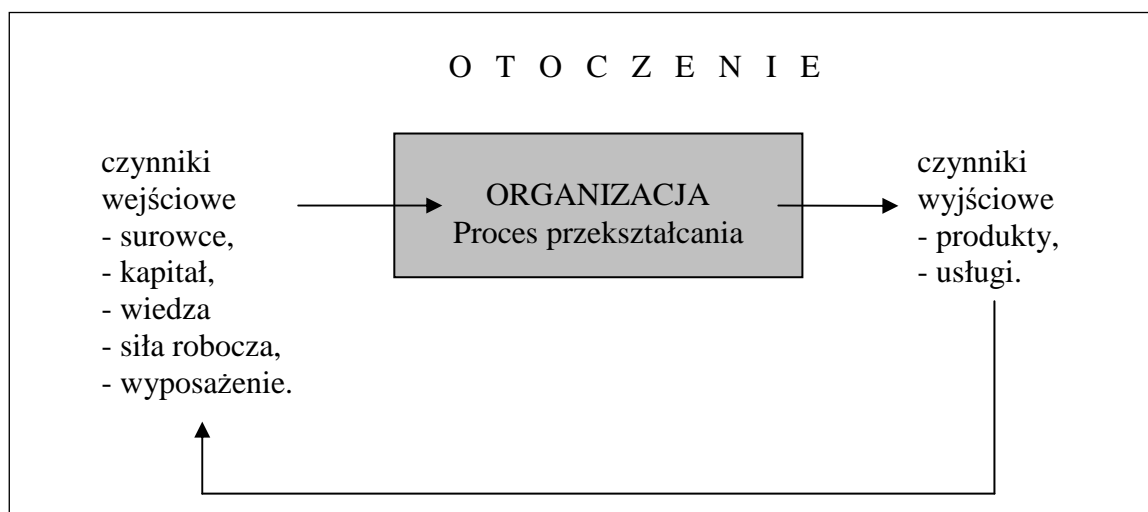 O T O C Z E N I E
czynniki
wejściowe
- surowce,
- kapitał,
- wiedza
- siła robocza,
- wyposażenie.
ORGANIZACJA
Proces przekształcania
czynniki
wyjściowe
- produkty,
- usługi.